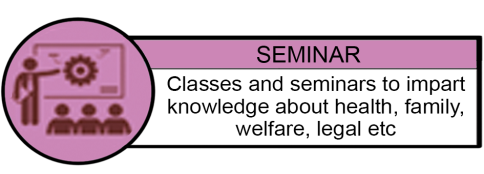 SEMINAR
Classes and seminars to impart
knowledge about health, family,
welfare, legal etc